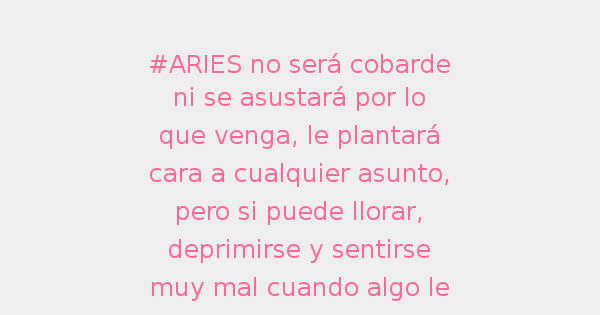 #ARIES no será cobarde
ni se asustará por lo
que venga, le plantará
cara a cualquier asunto,
pero si puede llorar,
deprimirse y sentirse
muy mal cuando algo le